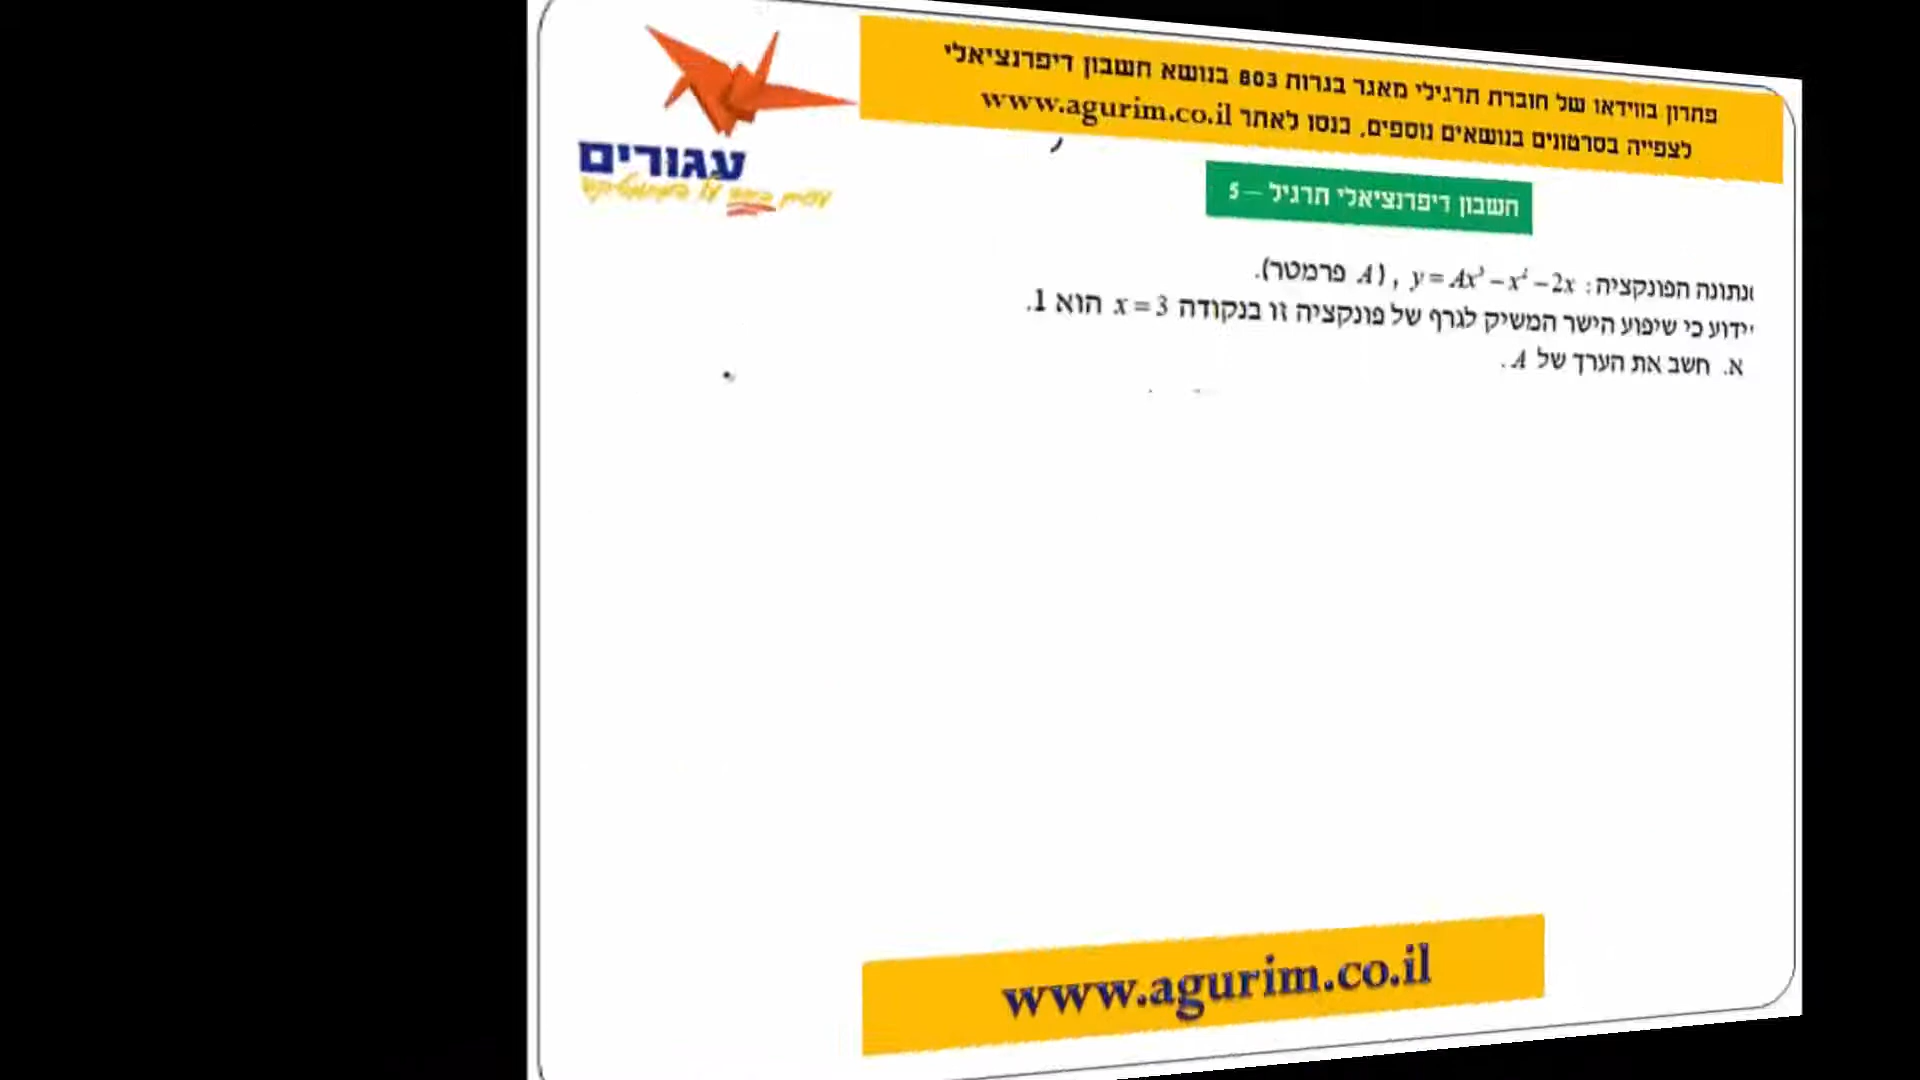 פתרון בווידאו של חוברת תרגילי מאגר בגרות 803 בנושא חשבון דיפרנציאלי
לצפייה בסרטונים בנושאים נוספים, כנסו לאתר www.agurim.co.il
עגורים
חשבון דיפרנציאלי תרגיל – 5
נתונה הפונקציה: y = Ax³ – x² – 2x , (A פרמטר).
ידוע כי שיפוע הישר המשיק לגרף של פונקציה זו בנקודה x = 3 הוא 1.
א. חשב את הערך של A.
www.agurim.co.il